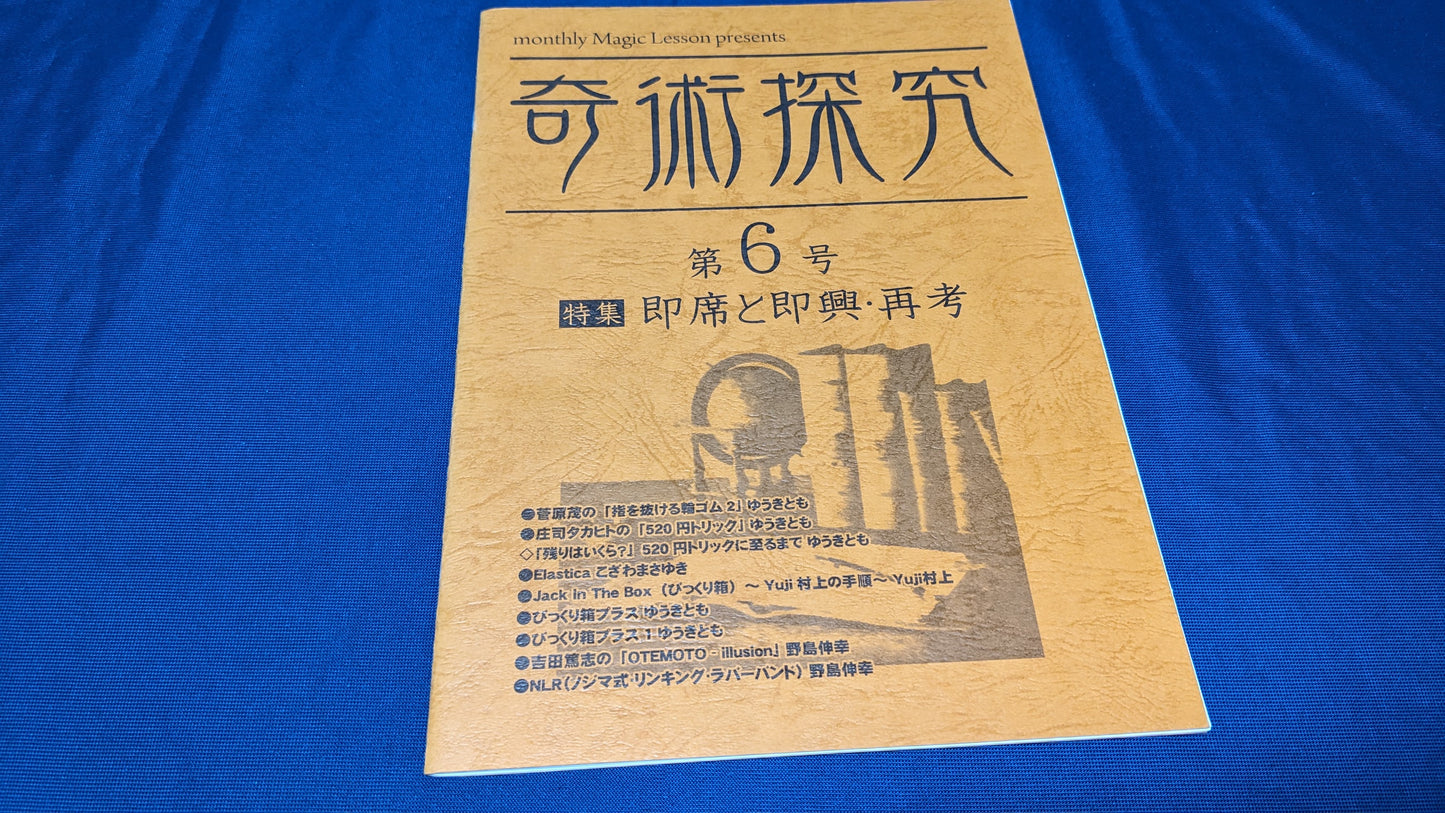 monthly Magic Lesson presents
奇術探究
第6号
特集 即席と即興・再考
●菅原茂の「指を抜ける輪ゴム2」ゆうきとも
●庄司タカヒトの「520円トリック」ゆうきとも
◇「残りはいくら?」520円トリックに至るまで ゆうきとも
●Elastica こざわまさゆき
●Jack in The Box（びっくり箱）～ Yuji 村上の手順～ Yuji村上
●びっくり箱プラス ゆうきとも
●びっくり箱プラス1 ゆうきとも
●吉田篤志の「OTEMOTO - illusion」野島伸幸
●NLR（ノジマ式・リンキング・ラバーバンド）野島伸幸